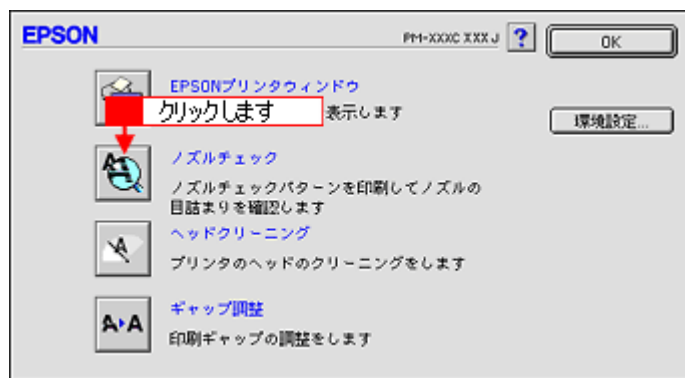 EPSON
PM-XXXC XXX J
?
OK
EPSONプリンタウィンドウ
クリックします
表示します
環境設定...
ノズルチェック
ノズルチェックパターンを印刷してノズルの
目詰まりを確認します
ヘッドクリーニング
プリンタのヘッドのクリーニングをします
ギャップ調整
印刷ギャップの調整をします